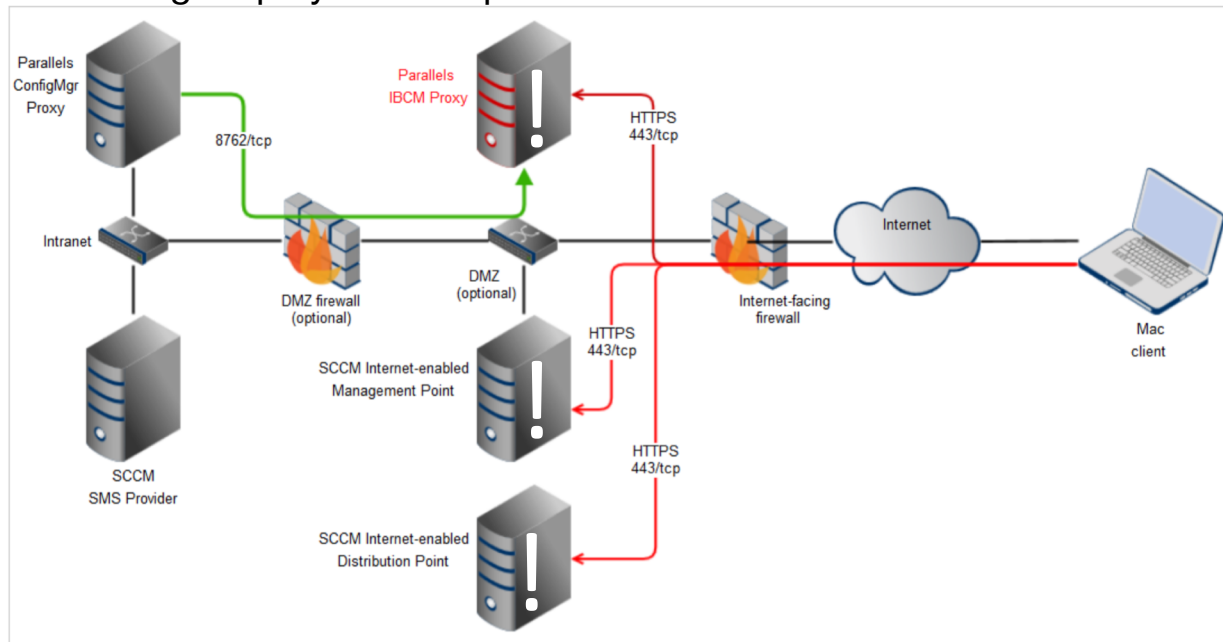 Parallels
ConfigMgr
Proxy
8762/tcp
Parallels
IBCM Proxy
!
HTTPS
443/tcp
Intranet
DMZ firewall
(optional)
DMZ
(optional)
Internet-facing
firewall
Internet
Mac
client
HTTPS
443/tcp
SCCM Internet-enabled
Management Point
!
SCCM
SMS Provider
HTTPS
443/tcp
SCCM Internet-enabled
Distribution Point
!